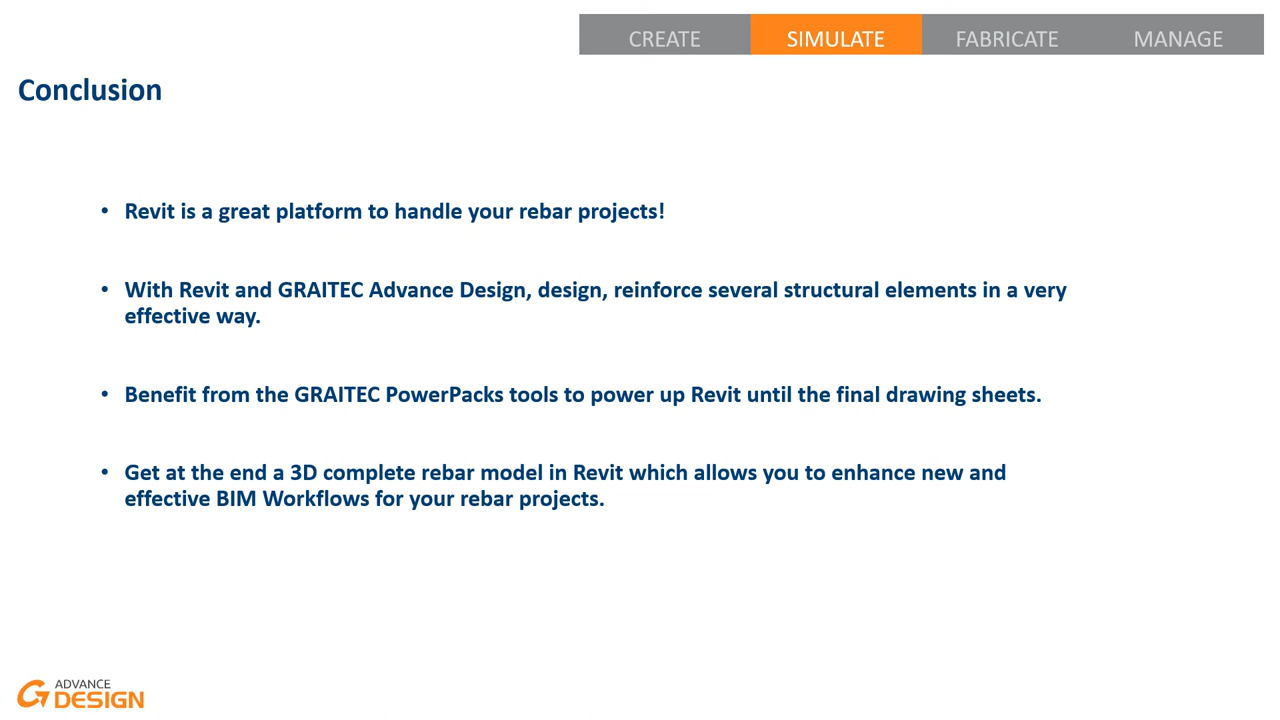 CREATE SIMULATE FABRICATE MANAGE
Conclusion
• Revit is a great platform to handle your rebar projects!
• With Revit and GRAITEC Advance Design, design, reinforce several structural elements in a very
effective way.
• Benefit from the GRAITEC PowerPacks tools to power up Revit until the final drawing sheets.
• Get at the end a 3D complete rebar model in Revit which allows you to enhance new and
effective BIM Workflows for your rebar projects.
ADVANCE
DESIGN